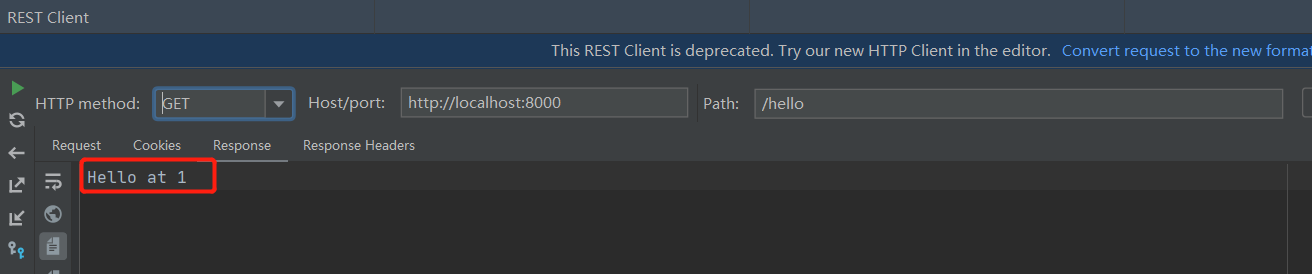 REST Client
This REST Client is deprecated. Try our new HTTP Client in the editor. Convert request to the new format
HTTP method: GET Host/port: http://localhost:8000 Path: /hello
Request Cookies Response Response Headers
Hello at 1